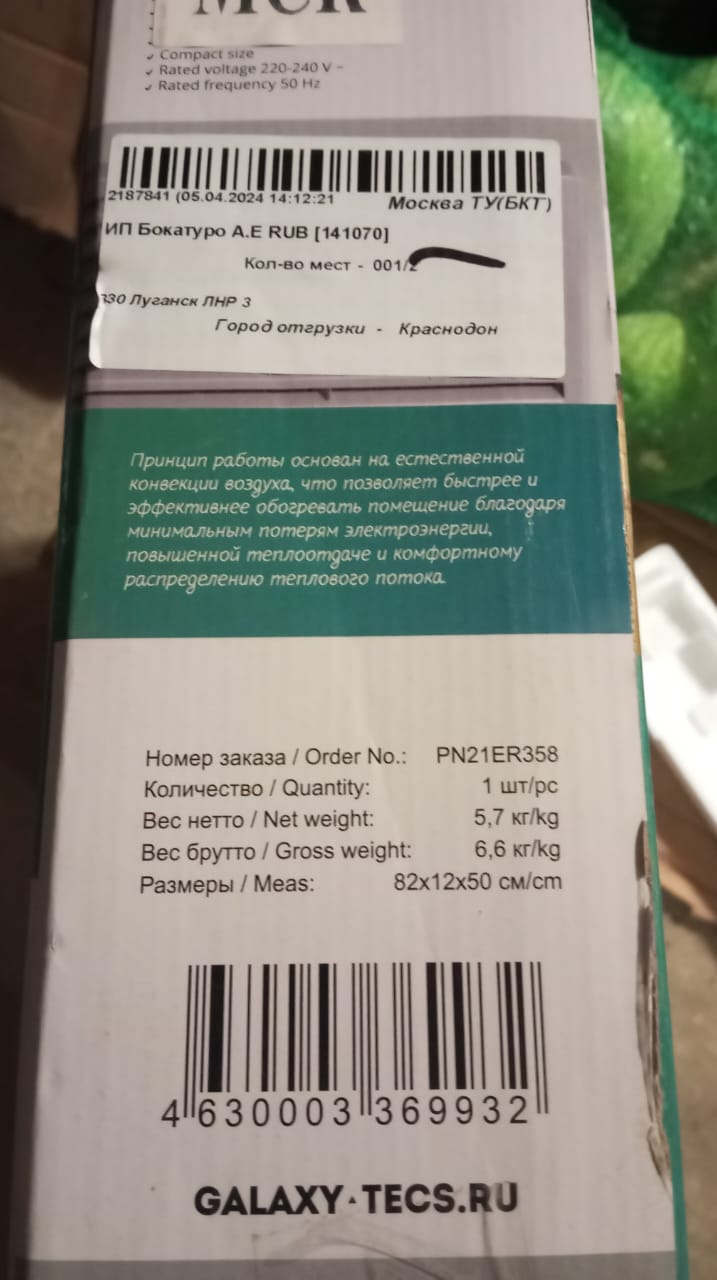 МСК
✓ Compact size
✓ Rated voltage 220-240 V ~
✓ Rated frequency 50 Hz
2187841 (05.04.2024 14:12:21
Москва ТУ(БКТ)
ИП Бокатуро А.Е RUB [141070]
Кол-во мест - 001/2
330 Луганск ЛНР 3
Город отгрузки - Краснодон
Принцип работы основан на естественной
конвекции воздуха, что позволяет быстрее и
эффективнее обогревать помещение благодаря
минимальным потерям электроэнергии,
повышенной теплоотдаче и комфортному
распределению теплового потока.
Номер заказа / Order No.: PN21ER358
Количество / Quantity: 1 шт/pc
Вес нетто / Net weight: 5,7 кг/kg
Вес брутто / Gross weight: 6,6 кг/kg
Размеры / Meas: 82x12x50 см/cm
4 630003 369932
GALAXY·TECS.RU